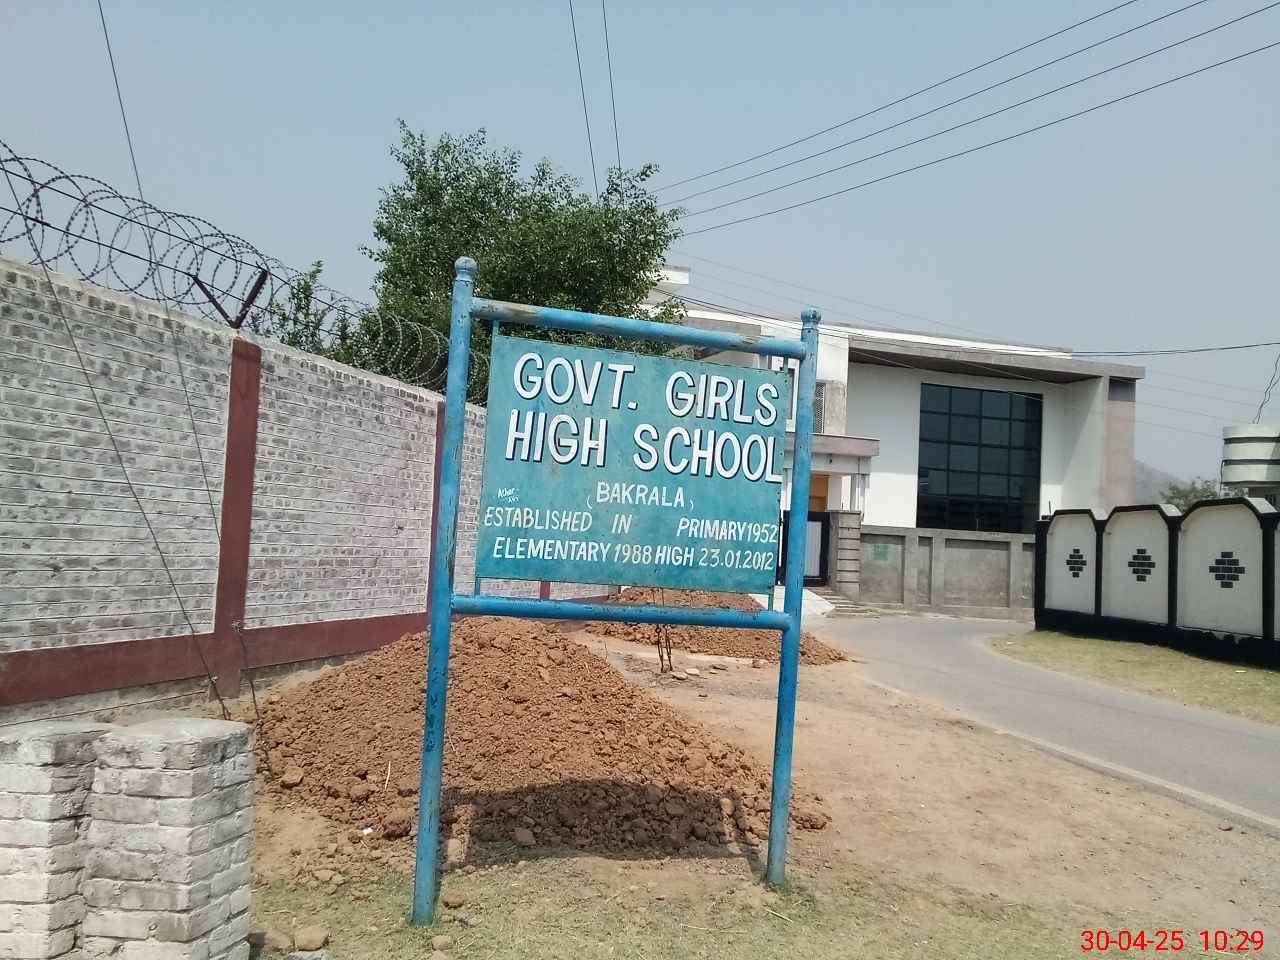 GOVT. GIRLS
HIGH SCHOOL
(BAKRALA)
ESTABLISHED IN PRIMARY 1952
ELEMENTARY 1988 HIGH 23.01.2012
30-04-25 10:29